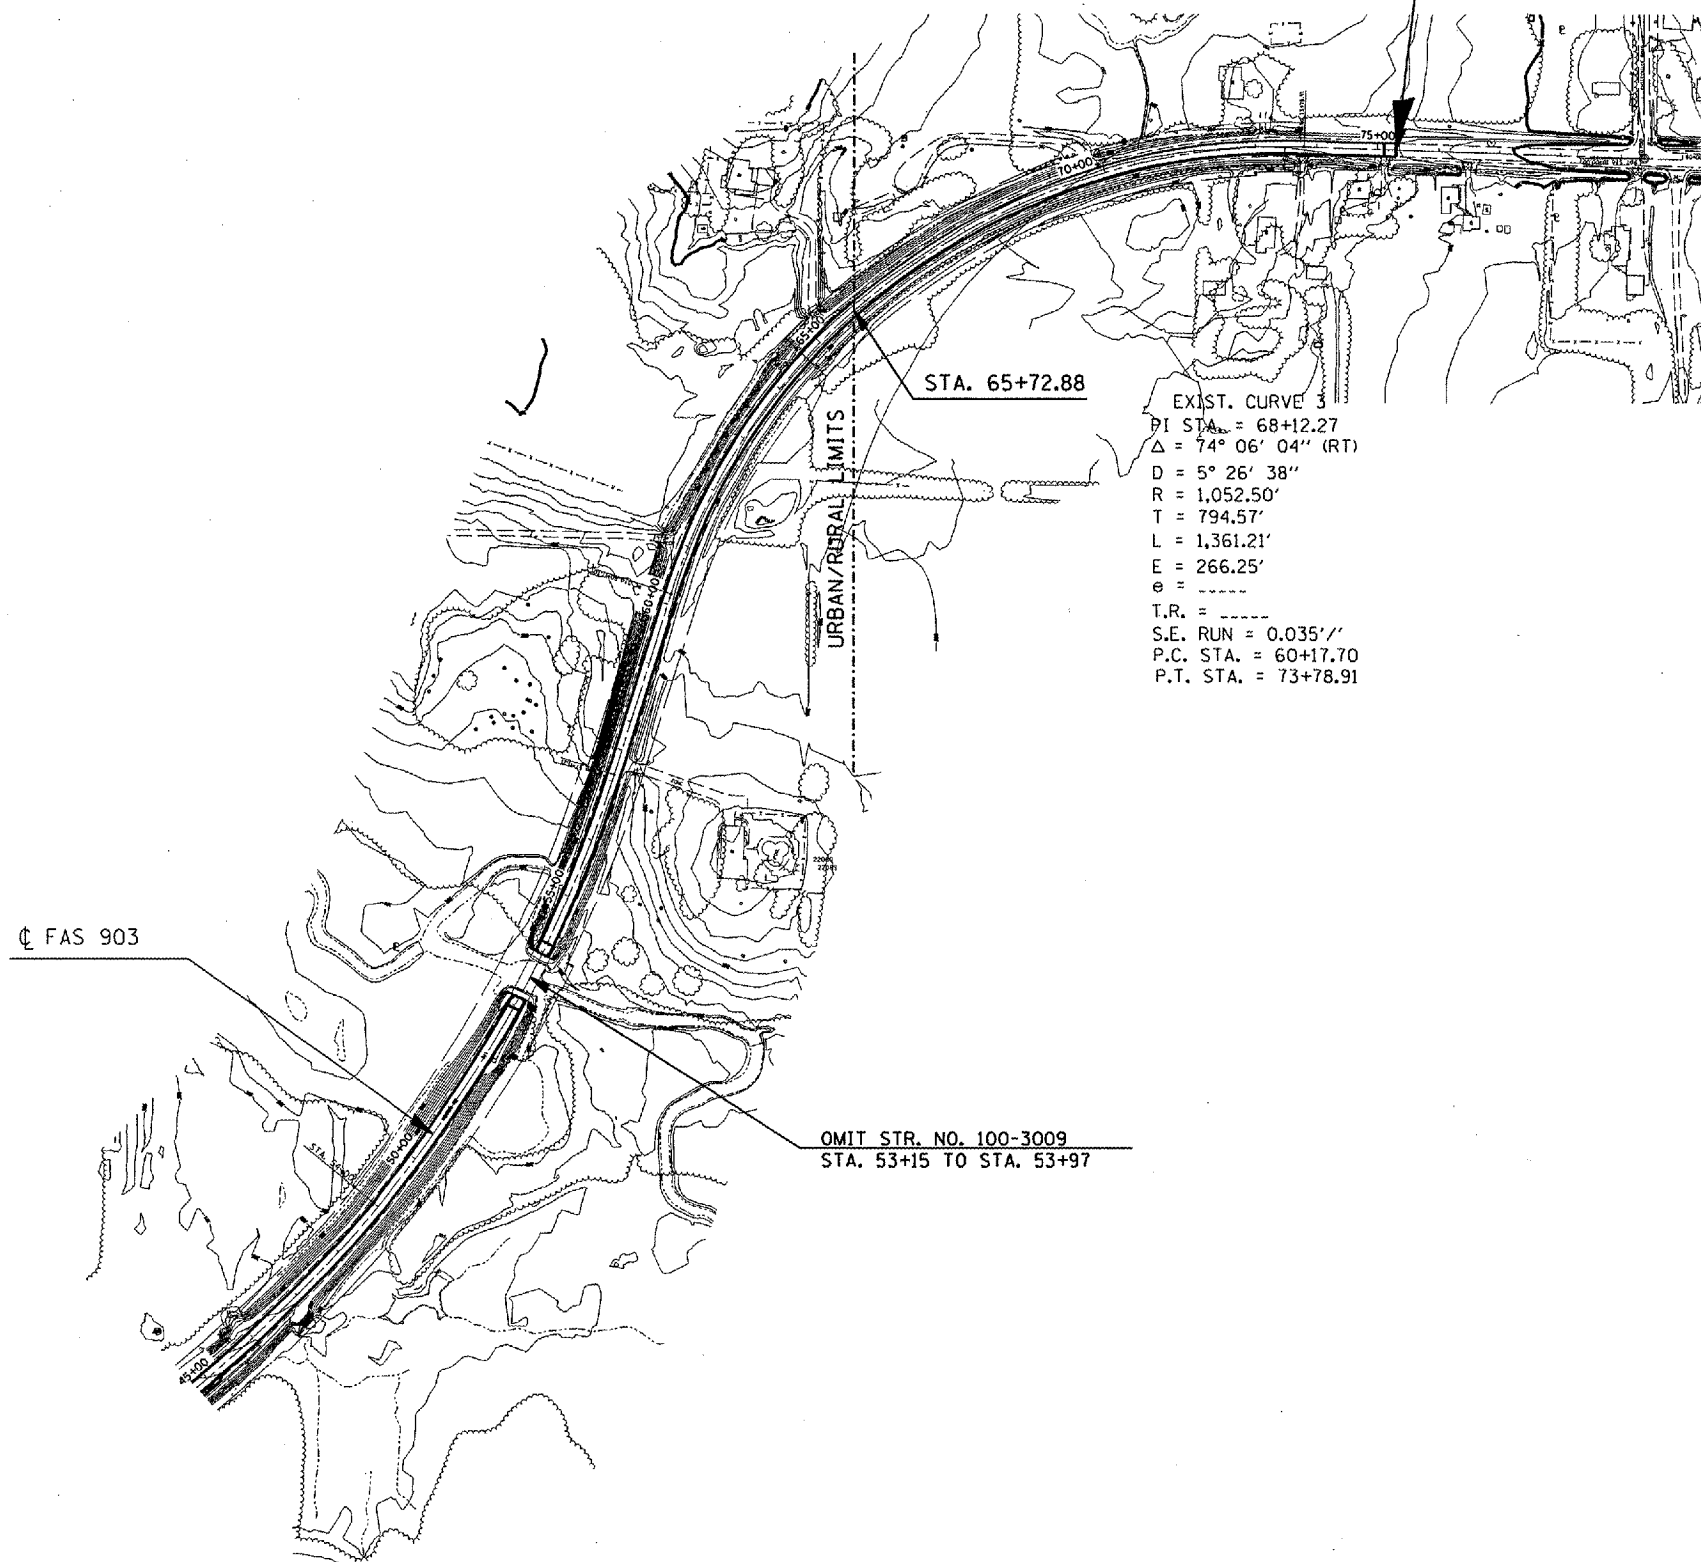 75+00
70+00
65+00
STA. 65+72.88
URBAN/RURAL LIMITS
EXIST. CURVE 3
PI STA. = 68+12.27
Δ = 74° 06' 04'' (RT)
D = 5° 26' 38''
R = 1,052.50'
T = 794.57'
L = 1,361.21'
E = 266.25'
e = -----
T.R. = -----
S.E. RUN = 0.035'/'
P.C. STA. = 60+17.70
P.T. STA. = 73+78.91
60+00
55+00
℄ FAS 903
OMIT STR. NO. 100-3009
STA. 53+15 TO STA. 53+97
50+00
45+00